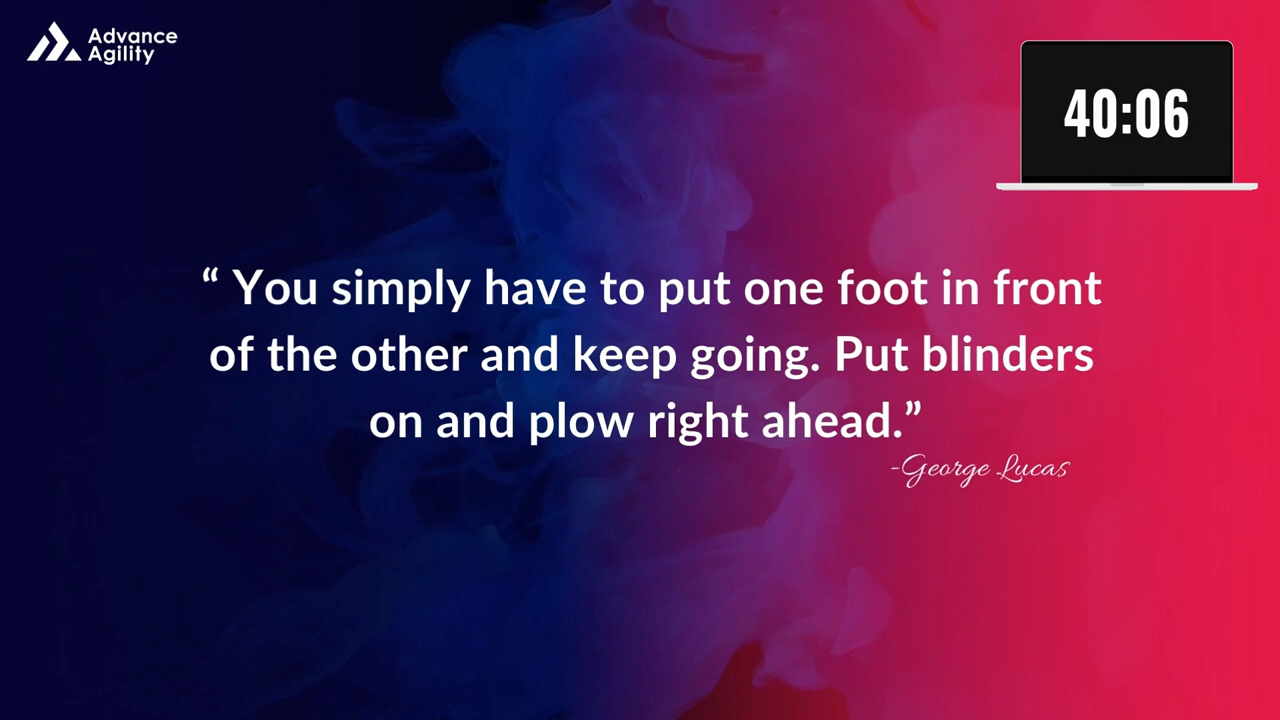 Advance
Agility
40:06
“ You simply have to put one foot in front
of the other and keep going. Put blinders
on and plow right ahead.”
-George Lucas